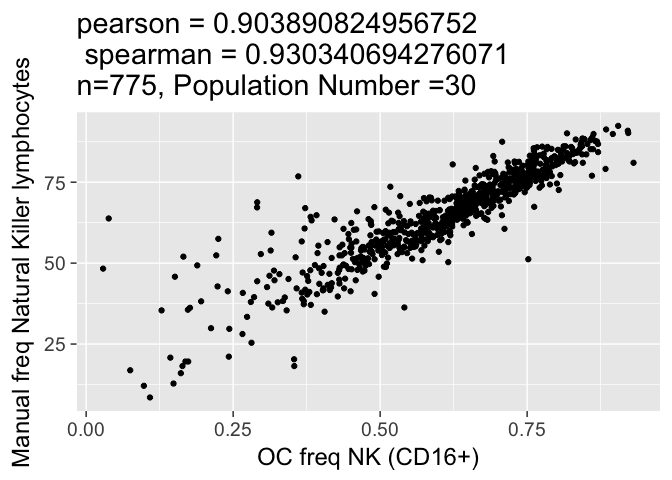 pearson = 0.903890824956752
spearman = 0.930340694276071
n=775, Population Number =30
Manual freq Natural Killer lymphocytes
75
50
25
0.00
0.25
0.50
0.75
OC freq NK (CD16+)